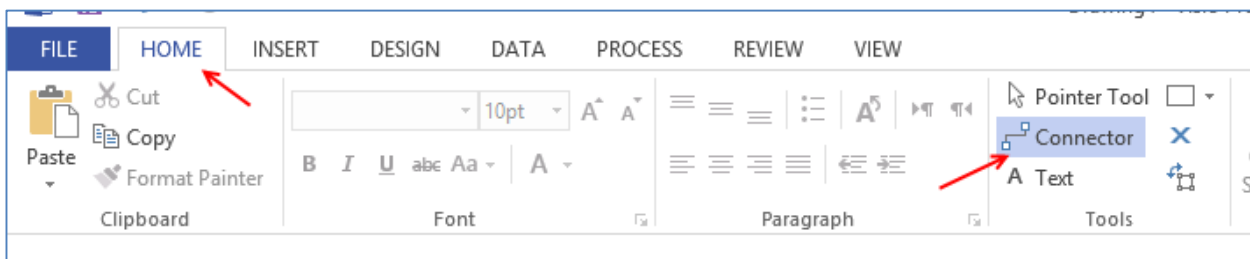 FILE HOME INSERT DESIGN DATA PROCESS REVIEW VIEW
Cut
Copy
Paste
Format Painter
Clipboard
10pt A A
B I U abc Aa A
Font
A
Paragraph
Pointer Tool
Connector
A Text
Tools